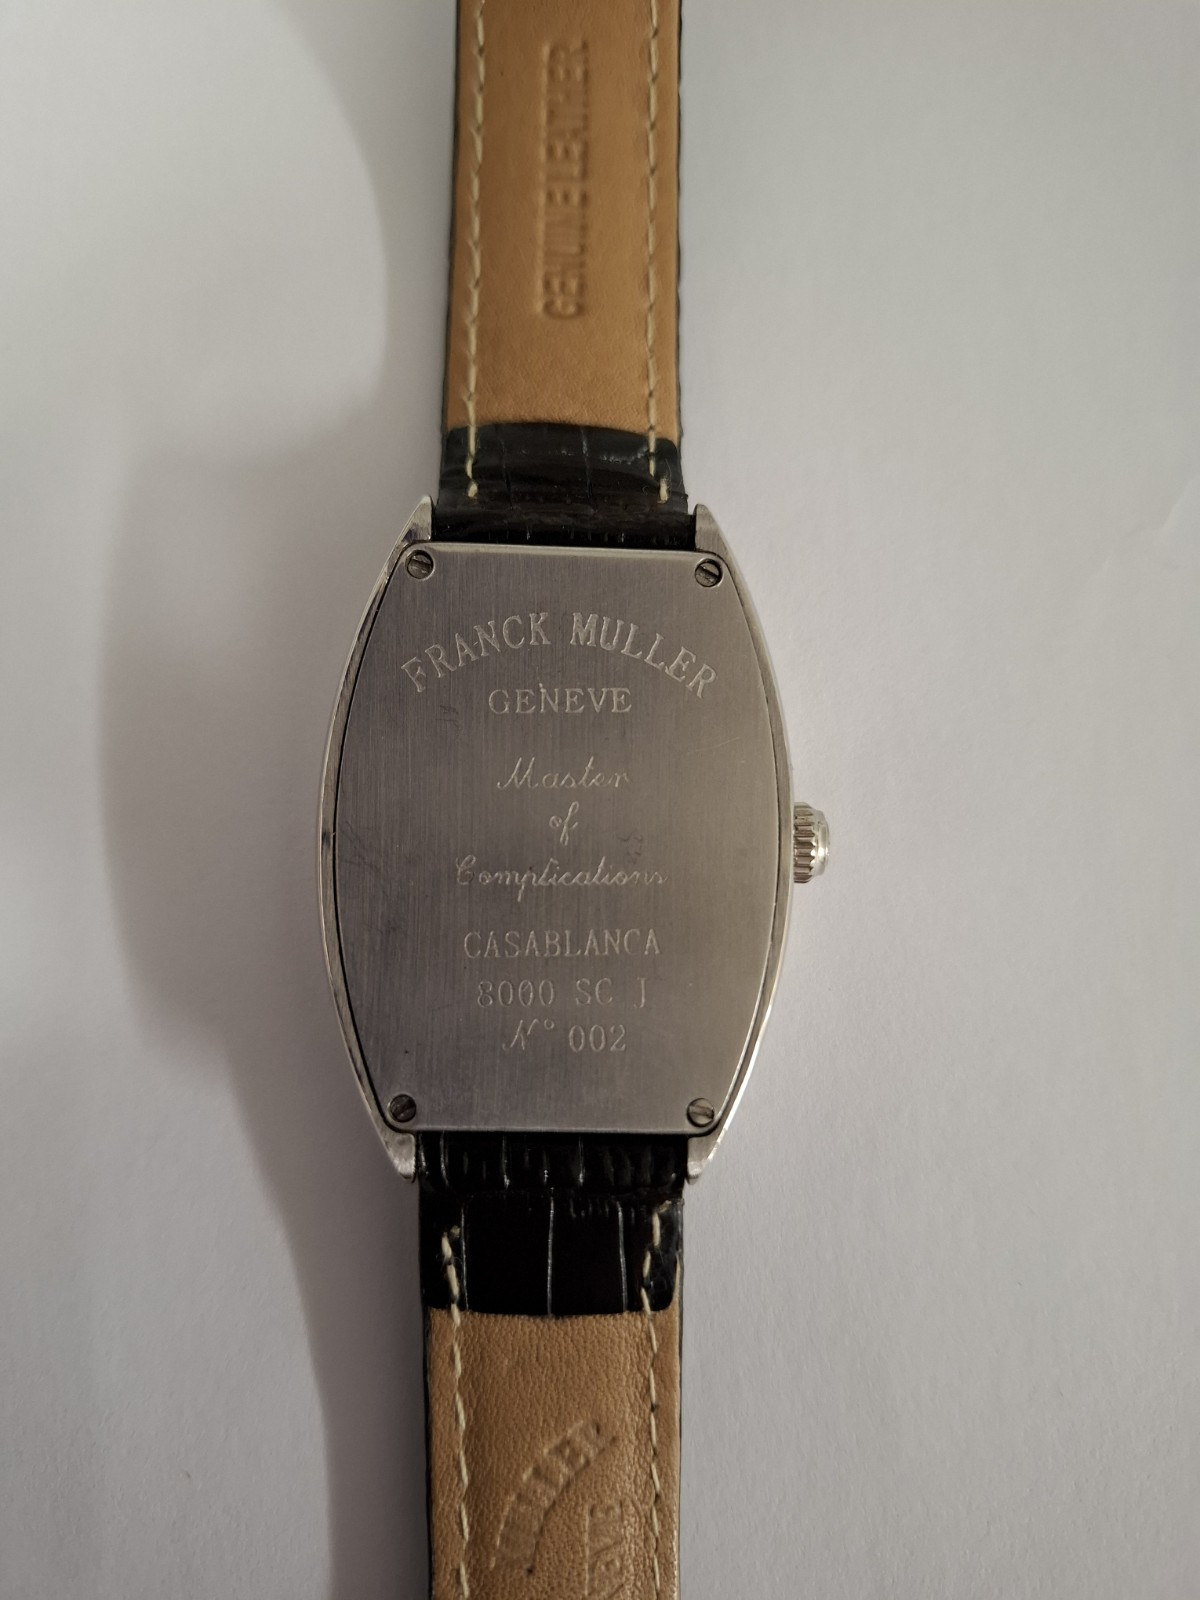 GENUINE LEATHER
FRANCK MULLER
GENEVE
Master
of
Complications
CASABLANCA
8000 SC J
N° 002